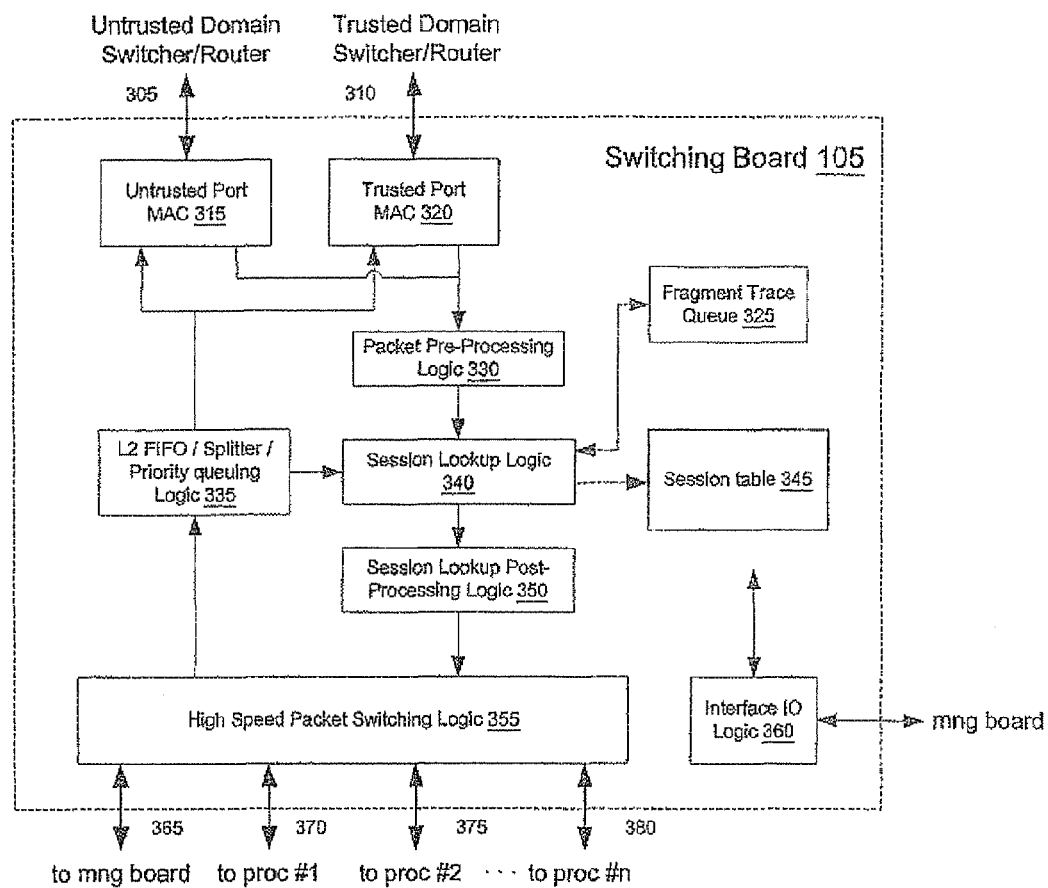 Untrusted Domain
Switcher/Router
Trusted Domain
Switcher/Router
305
310
Switching Board 105
Untrusted Port
MAC 315
Trusted Port
MAC 320
Fragment Trace
Queue 325
Packet Pre-Processing
Logic 330
L2 FIFO / Splitter /
Priority queuing
Logic 335
Session Lookup Logic
340
Session table 345
Session Lookup Post-
Processing Logic 350
High Speed Packet Switching Logic 355
Interface IO
Logic 360
mng board
365
370
375
380
to mng board
to proc #1
to proc #2
··· to proc #n